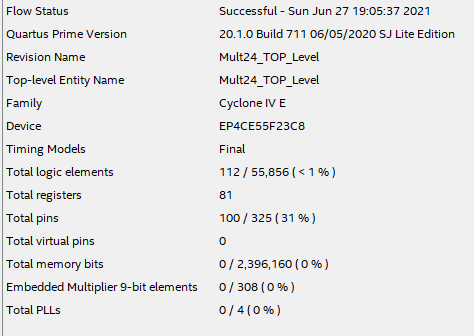 Flow Status Successful - Sun Jun 27 19:05:37 2021
Quartus Prime Version 20.1.0 Build 711 06/05/2020 SJ Lite Edition
Revision Name Mult24_TOP_Level
Top-level Entity Name Mult24_TOP_Level
Family Cyclone IV E
Device EP4CE55F23C8
Timing Models Final
Total logic elements 112 / 55,856 ( < 1 % )
Total registers 81
Total pins 100 / 325 ( 31 % )
Total virtual pins 0
Total memory bits 0 / 2,396,160 ( 0 % )
Embedded Multiplier 9-bit elements 0 / 308 ( 0 % )
Total PLLs 0 / 4 ( 0 % )